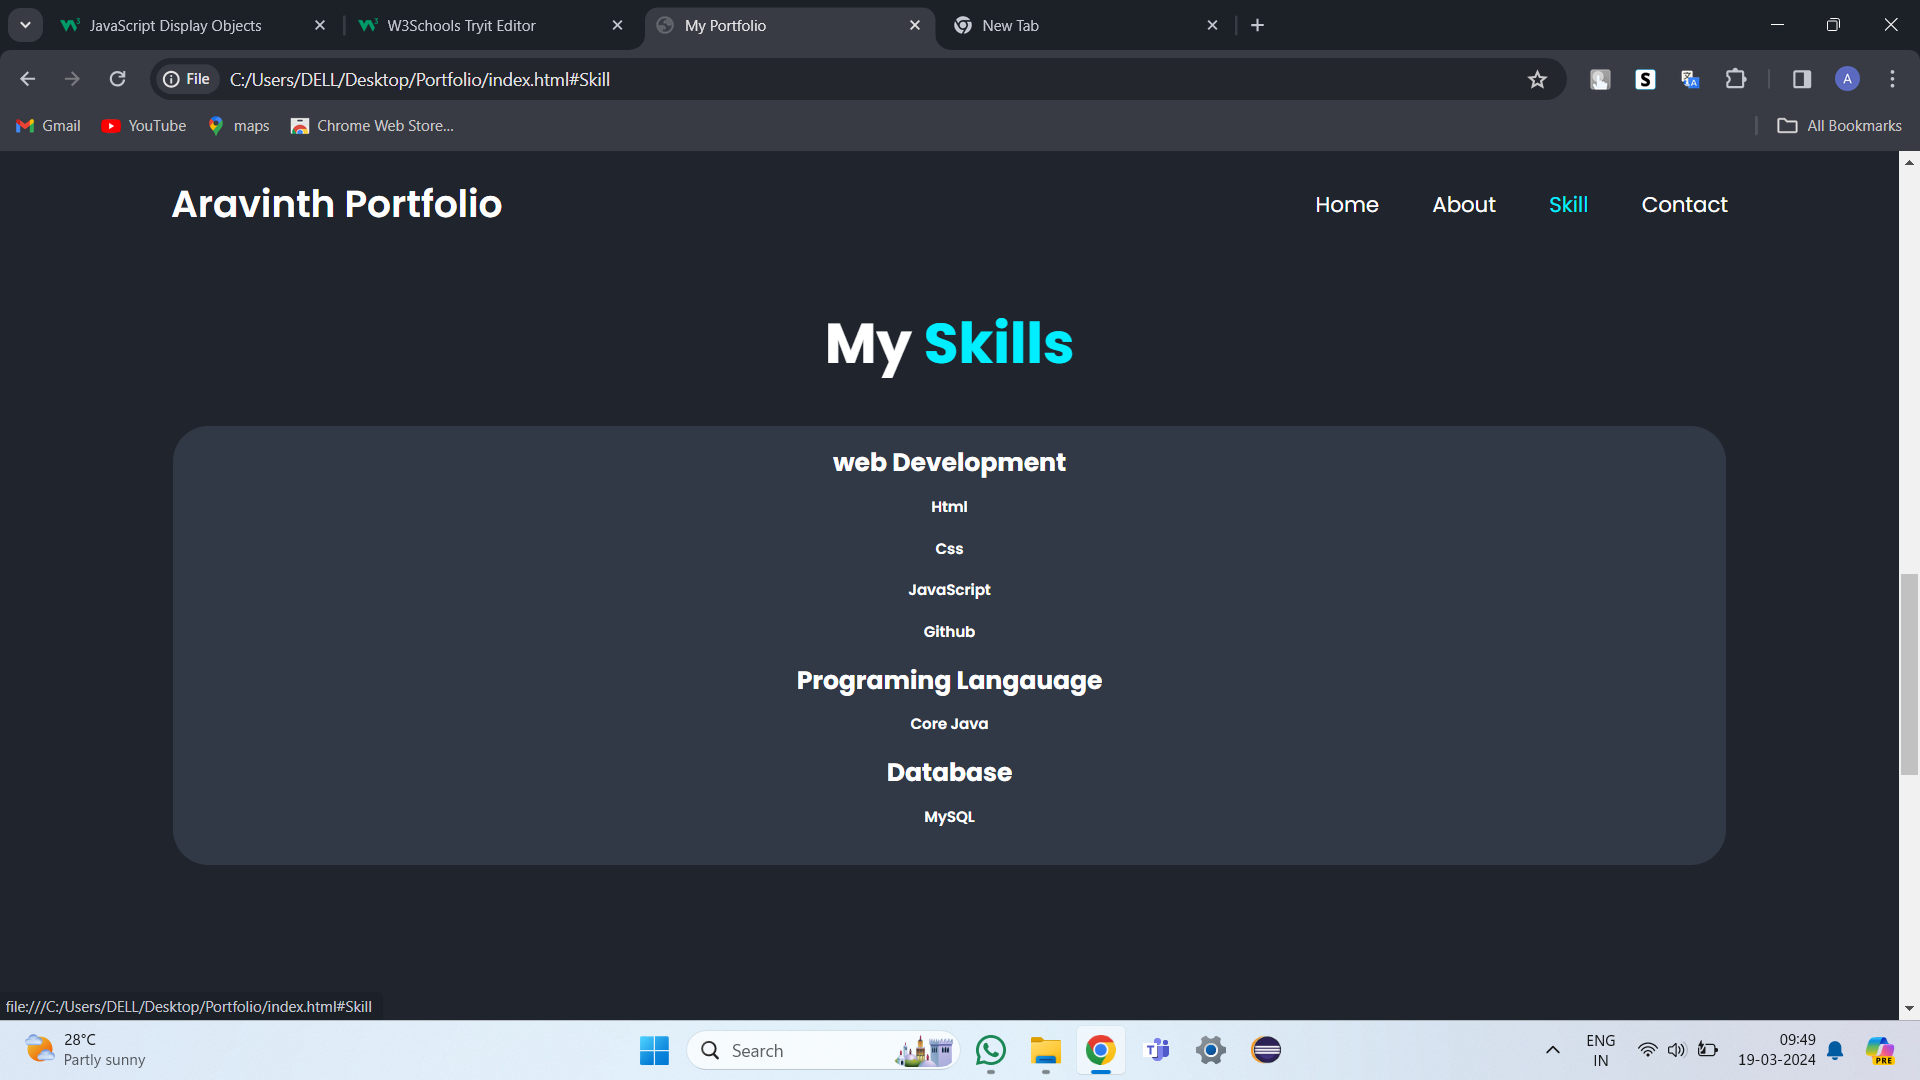 JavaScript Display Objects
W3Schools Tryit Editor
My Portfolio
New Tab
File
C:/Users/DELL/Desktop/Portfolio/index.html#Skill
A
Gmail
YouTube
maps
Chrome Web Store...
All Bookmarks
Aravinth Portfolio
Home
About
Skill
Contact
My Skills
web Development
Html
Css
JavaScript
Github
Programing Langauage
Core Java
Database
MySQL
file:///C:/Users/DELL/Desktop/Portfolio/index.html#Skill
28°C
Partly sunny
Search
ENG
IN
09:49
19-03-2024
PRE